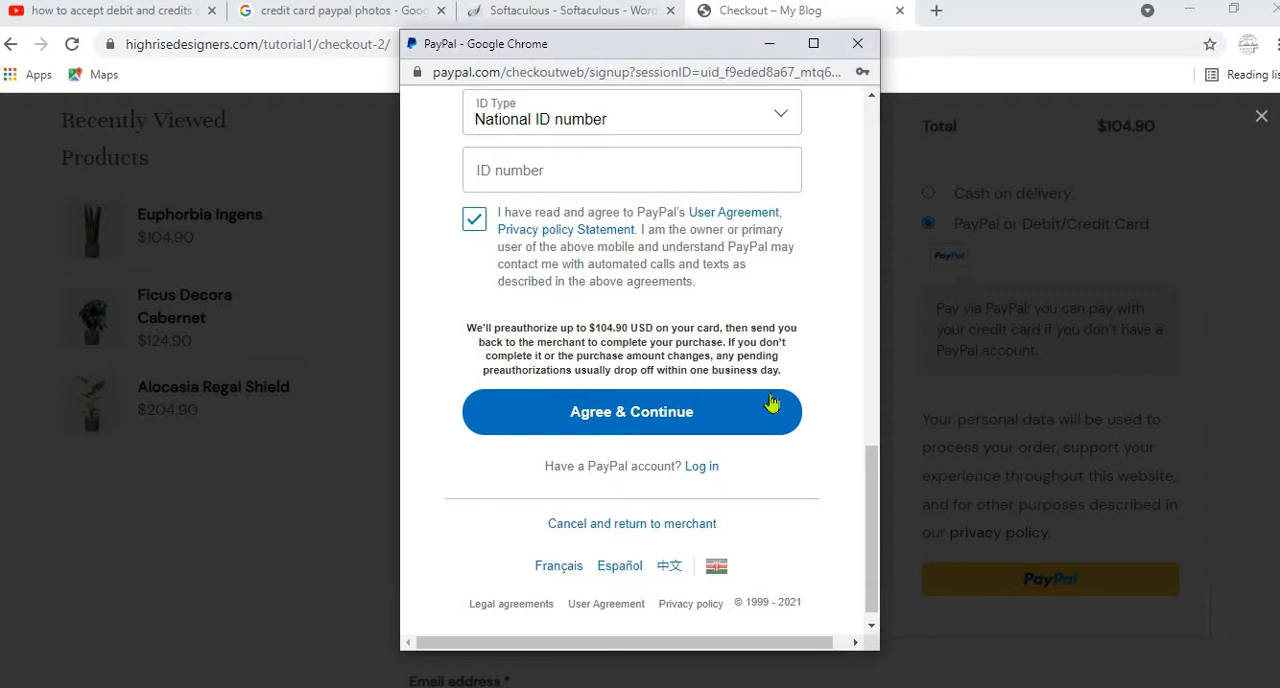 how to accept debit and credits c
credit card paypal photos - Goog
Softaculous - Softaculous - Wor
Checkout – My Blog
highrisedesigners.com/tutorial1/checkout-2/
Apps
Maps
Reading lis
PayPal - Google Chrome
paypal.com/checkoutweb/signup?sessionID=uid_f9eded8a67_mtq6...
Recently Viewed
Products
Euphorbia Ingens
$104.90
Ficus Decora
Cabernet
$124.90
Alocasia Regal Shield
$204.90
ID Type
National ID number
ID number
I have read and agree to PayPal's User Agreement,
Privacy policy Statement. I am the owner or primary
user of the above mobile and understand PayPal may
contact me with automated calls and texts as
described in the above agreements.
We'll preauthorize up to $104.90 USD on your card, then send you
back to the merchant to complete your purchase. If you don't
complete it or the purchase amount changes, any pending
preauthorizations usually drop off within one business day.
Agree & Continue
Have a PayPal account? Log in
Cancel and return to merchant
Français Español 中文
Legal agreements User Agreement Privacy policy © 1999 - 2021
Total $104.90
Cash on delivery
PayPal or Debit/Credit Card
PayPal
Pay via PayPal; you can pay with
your credit card if you don't have a
PayPal account.
Your personal data will be used to
process your order, support your
experience throughout this website,
and for other purposes described in
our privacy policy.
PayPal
Email address *